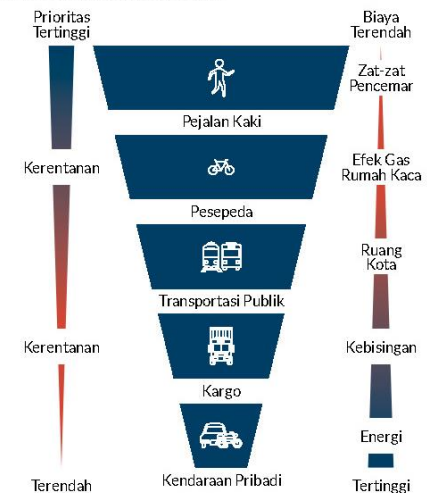 Prioritas
Tertinggi
Biaya
Terendah
Zat-zat
Pencemar
Pejalan Kaki
Kerentanan
Efek Gas
Rumah Kaca
Pesepeda
Ruang
Kota
Transportasi Publik
Kerentanan
Kebisingan
Kargo
Energi
Kendaraan Pribadi
Terendah
Tertinggi